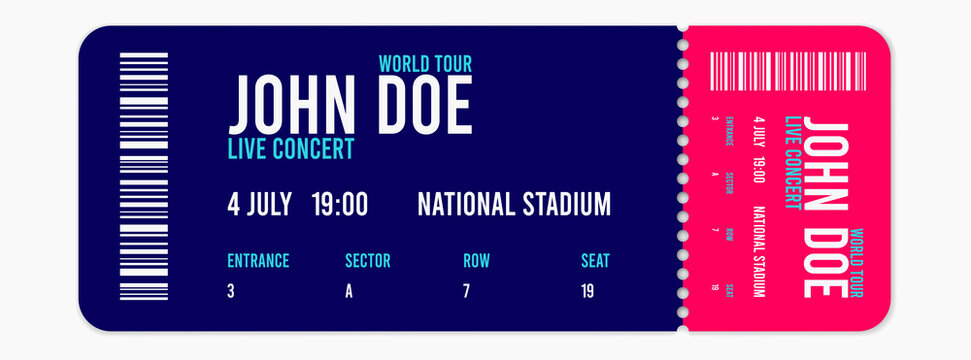 WORLD TOUR
JOHN DOE
LIVE CONCERT
4 JULY 19:00 NATIONAL STADIUM
ENTRANCE SECTOR ROW SEAT
3 A 7 19
WORLD TOUR
JOHN DOE
LIVE CONCERT
4 JULY 19:00 NATIONAL STADIUM
ENTRANCE SECTOR ROW SEAT
3 A 7 19